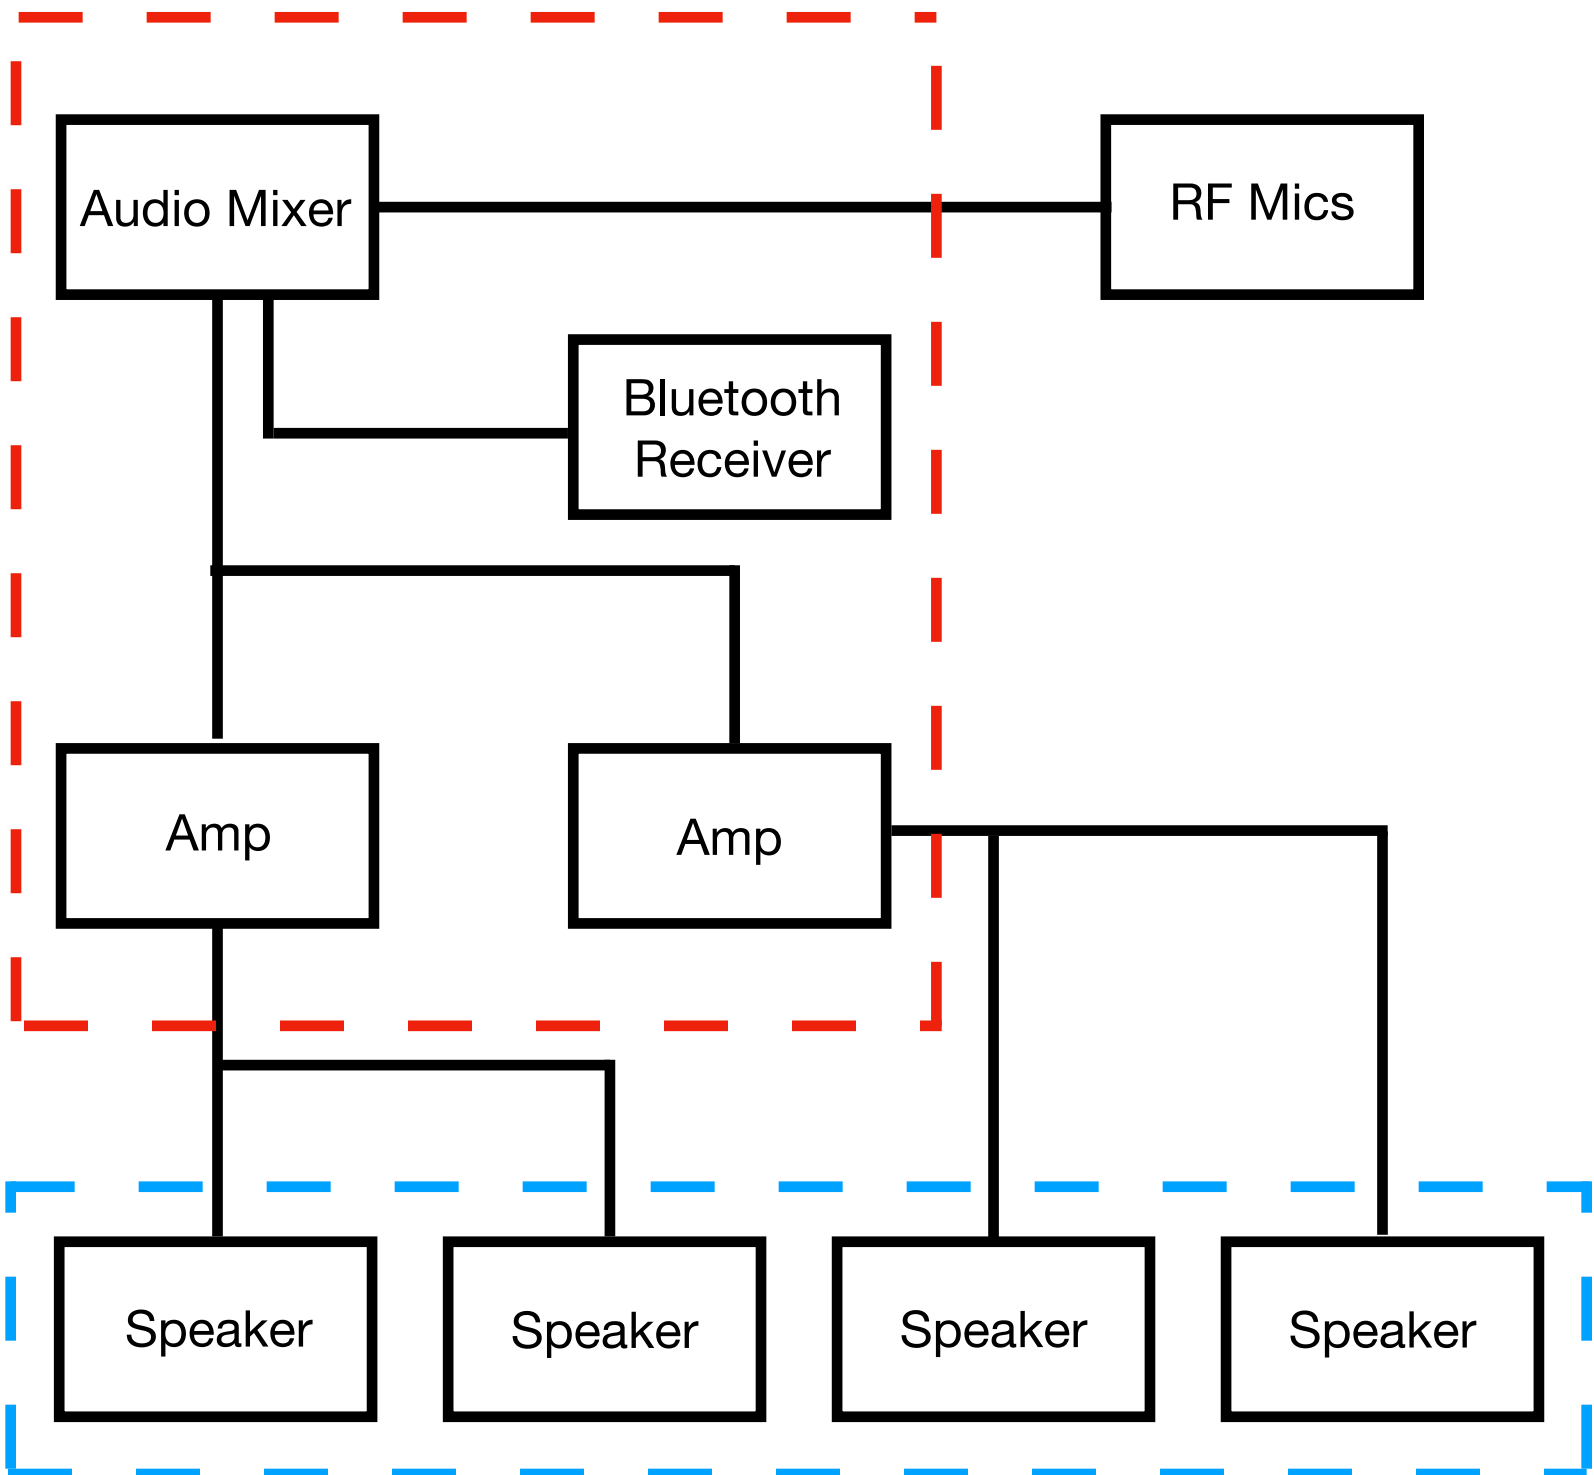 Audio Mixer
RF Mics
Bluetooth
Receiver
Amp
Amp
Speaker
Speaker
Speaker
Speaker